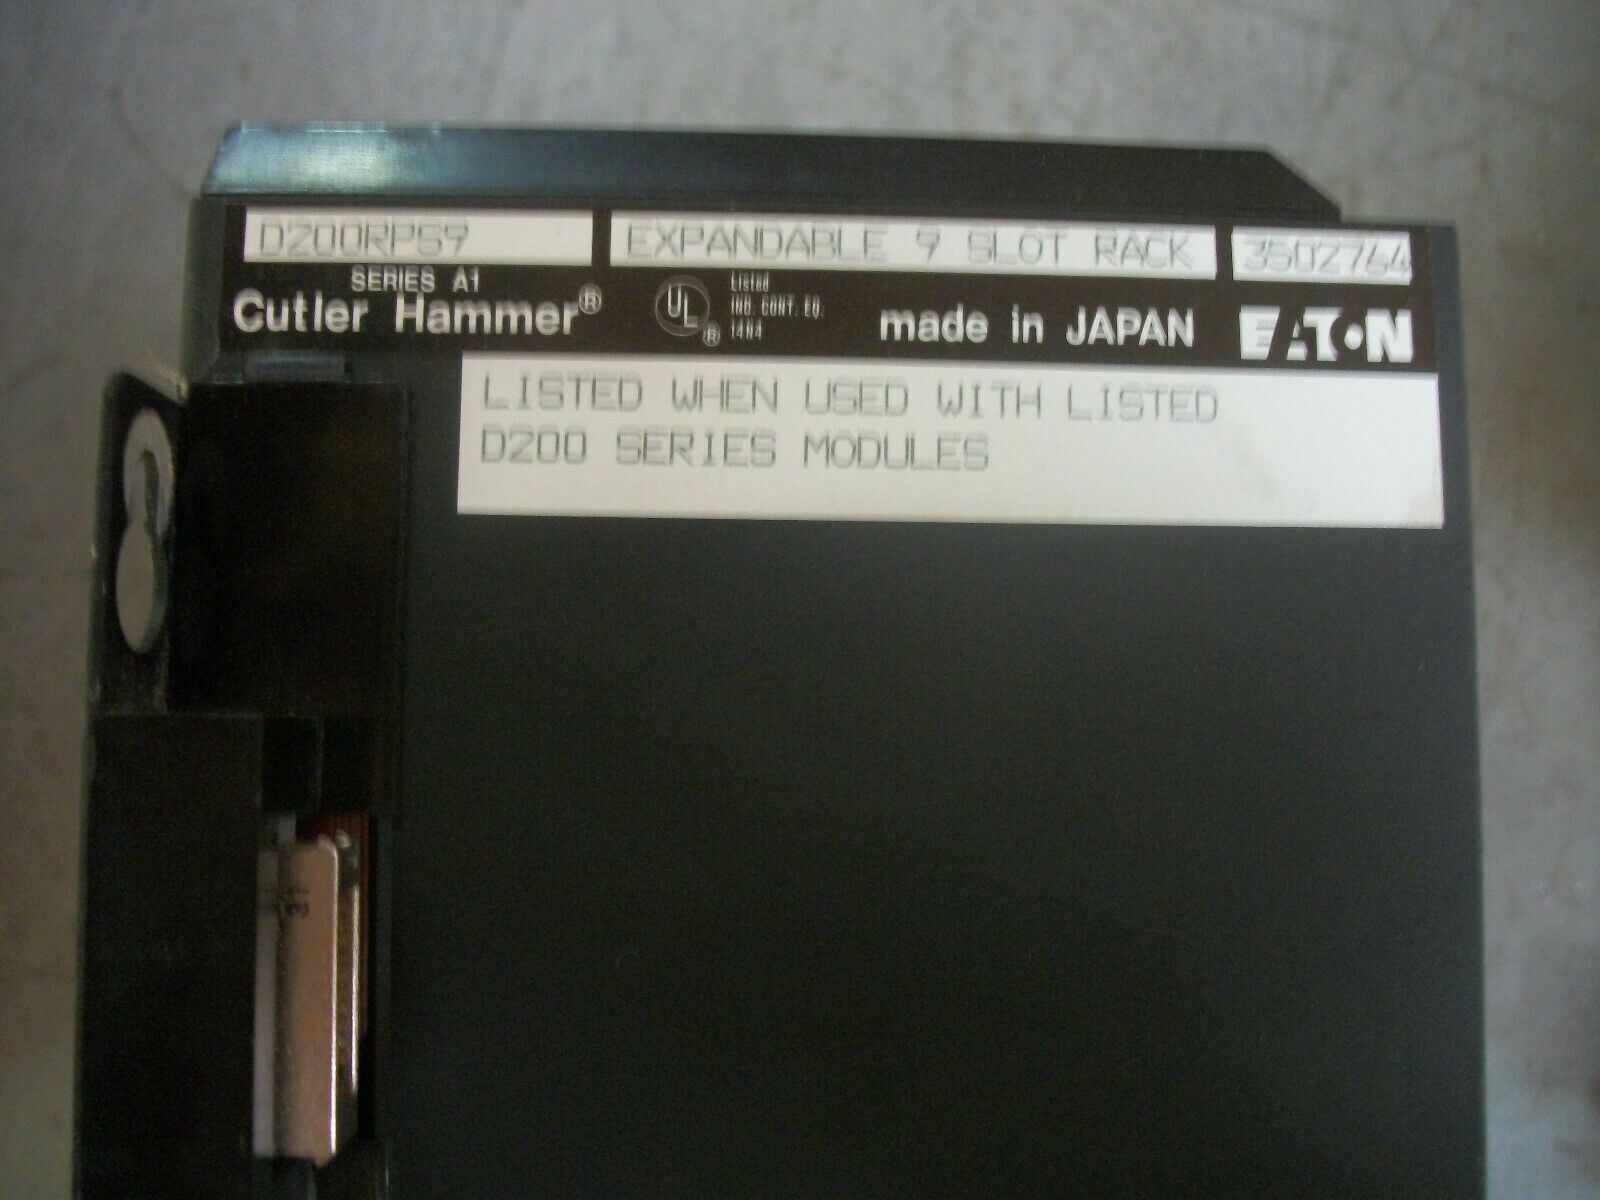 D200RPS9 EXPANDABLE 9 SLOT RACK 3502764
SERIES A1
Cutler Hammer® UL® Listed
IND. CONT. EQ.
14N4
made in JAPAN EATON
LISTED WHEN USED WITH LISTED
D200 SERIES MODULES